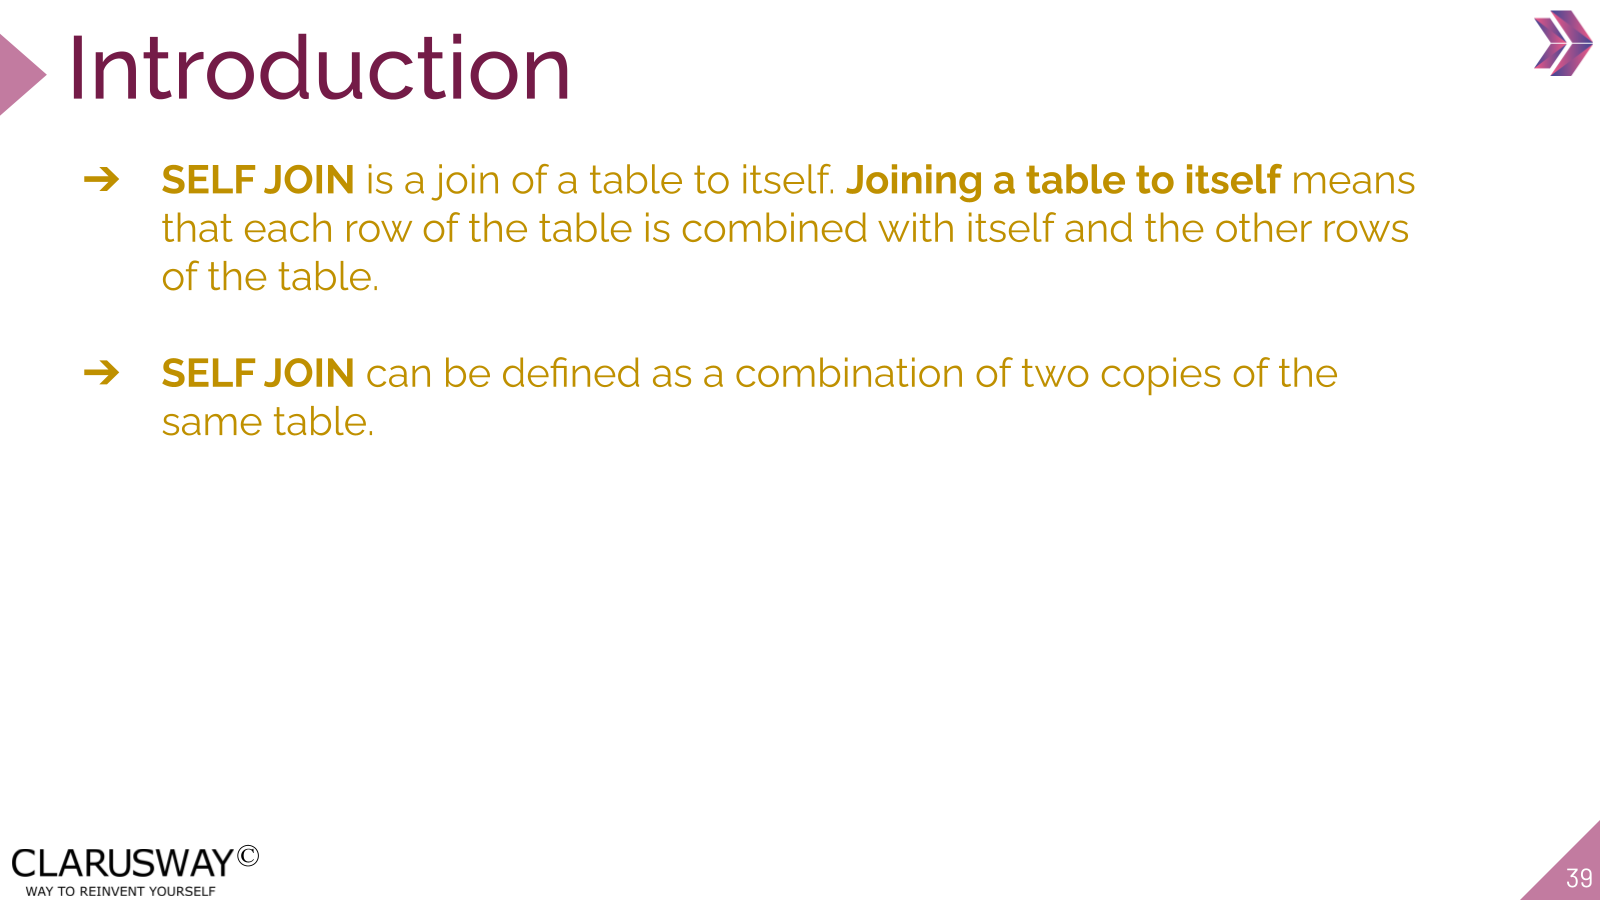 Introduction
➔ SELF JOIN is a join of a table to itself. Joining a table to itself means
that each row of the table is combined with itself and the other rows
of the table.
➔ SELF JOIN can be defined as a combination of two copies of the
same table.
CLARUSWAY©
WAY TO REINVENT YOURSELF
39